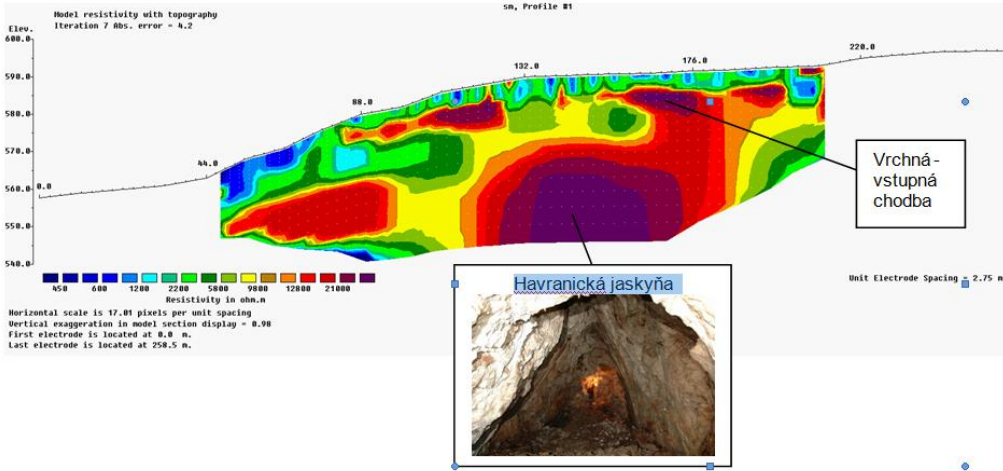 sm, Profile #1
Model resistivity with topography
Iteration 7 Abs. error = 4.2
Elev.
600.0
590.0
580.0
570.0
560.0
550.0
540.0
0.0
44.0
88.0
132.0
176.0
220.0
Vrchná -
vstupná
chodba
450 600 1200 2200 5800 9800 12800 21000
Resistivity in ohm.m
Unit Electrode Spacing = 2.75 m
Horizontal scale is 17.01 pixels per unit spacing
Vertical exaggeration in model section display = 0.98
First electrode is located at 0.0 m.
Last electrode is located at 258.5 m.
Havranická jaskyňa